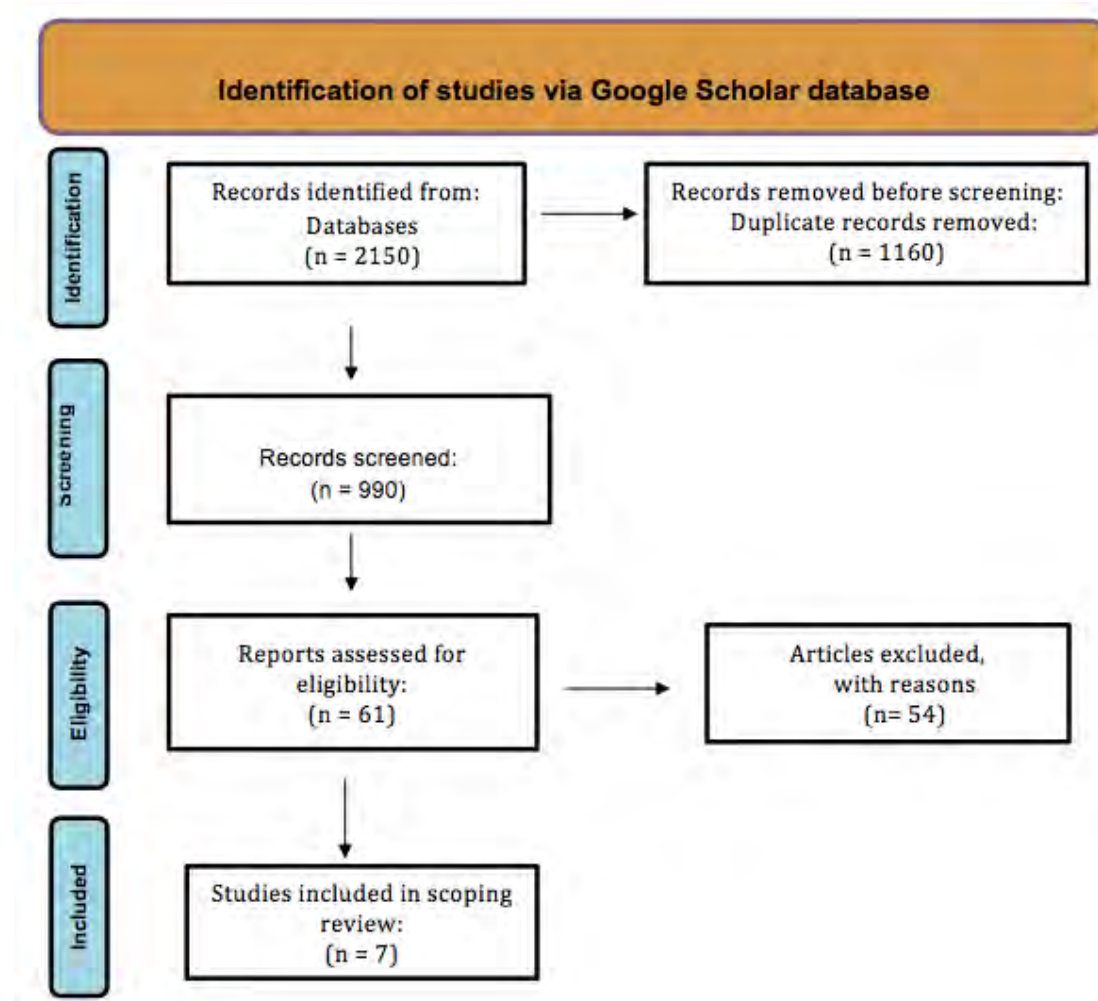 Identification of studies via Google Scholar database
Identification
Records identified from:
Databases
(n = 2150)
Records removed before screening:
Duplicate records removed:
(n = 1160)
Screening
Records screened:
(n = 990)
Eligibility
Reports assessed for
eligibility:
(n = 61)
Articles excluded,
with reasons
(n= 54)
Included
Studies included in scoping
review:
(n = 7)